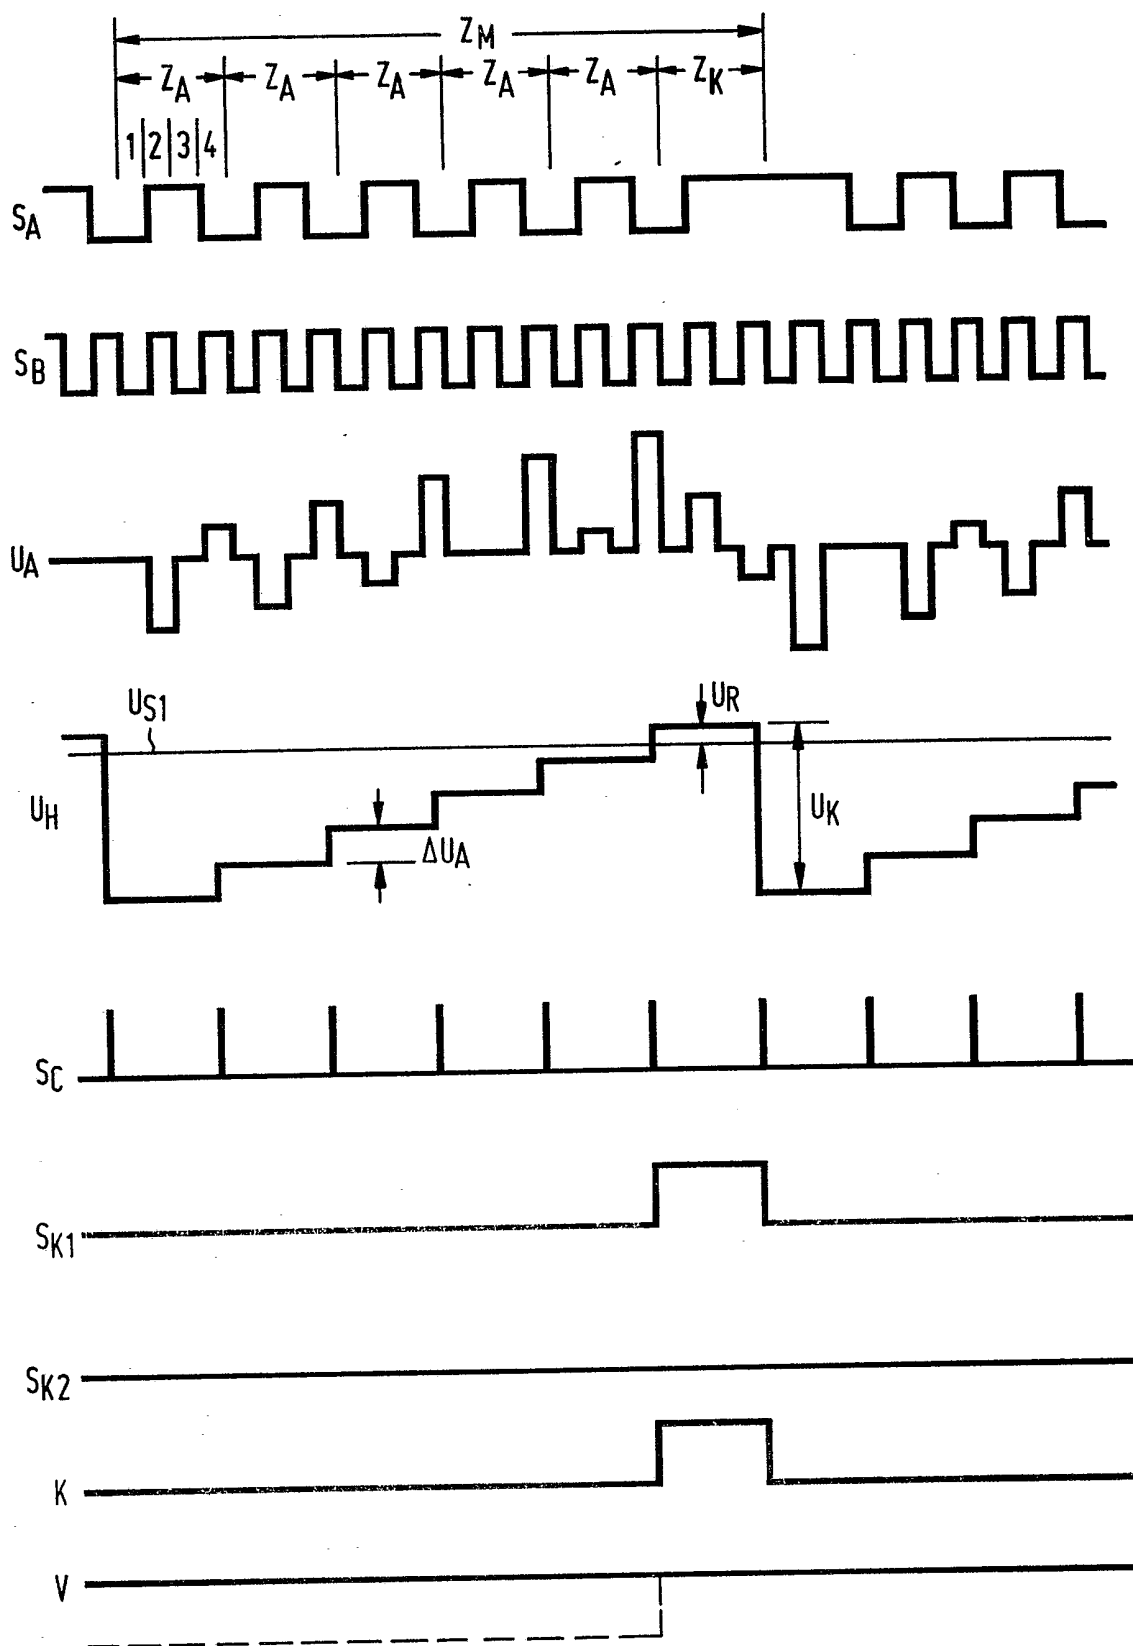 Z_M
Z_A Z_A Z_A Z_A Z_A Z_K
1 2 3 4
S_A
S_B
U_A
U_S1 U_R
U_H U_K
ΔU_A
S_C
S_K1
S_K2
K
V